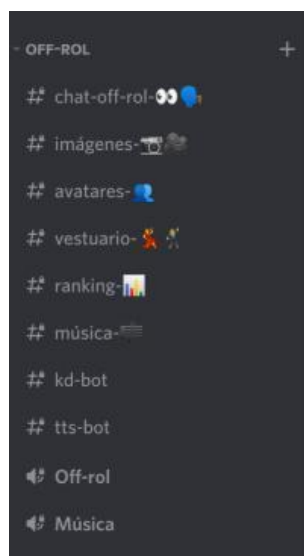 OFF-ROL
chat-off-rol-👀🗣
imágenes-📷🎥
avatares-👥
vestuario-💃🕺
ranking-📊
música-🎼
kd-bot
tts-bot
Off-rol
Música